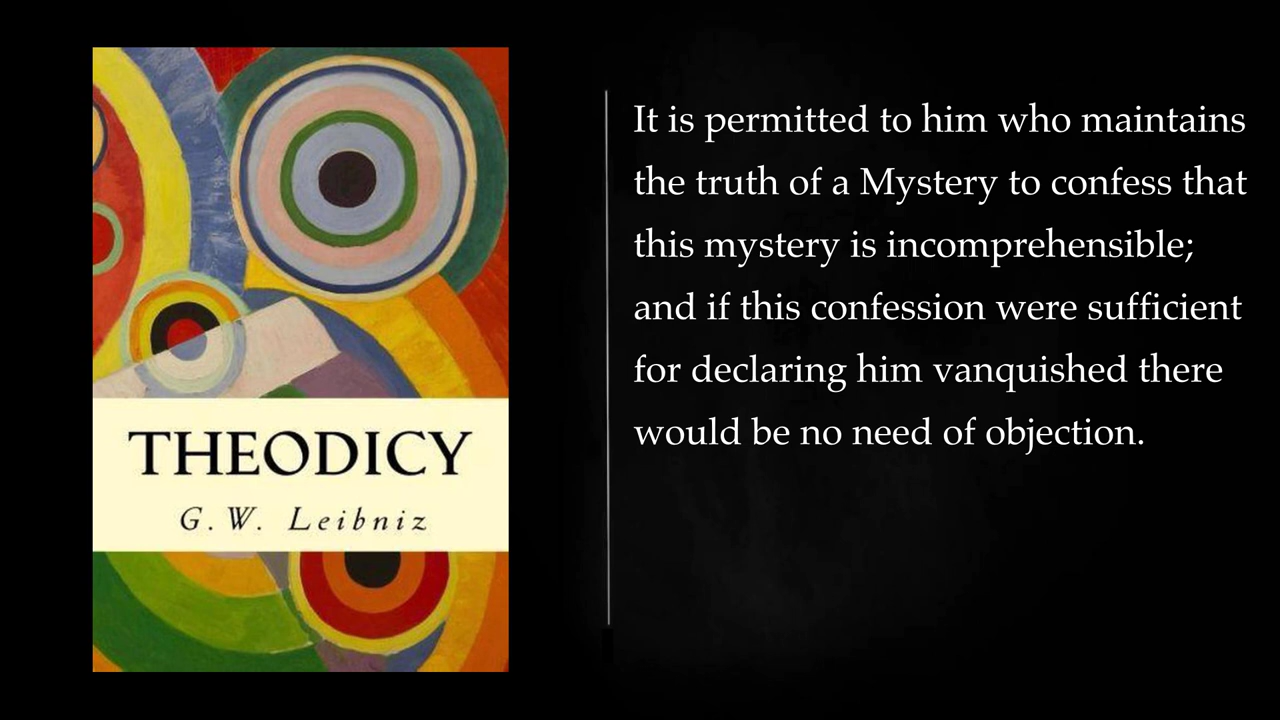 THEODICY
G. W. Leibniz
It is permitted to him who maintains
the truth of a Mystery to confess that
this mystery is incomprehensible;
and if this confession were sufficient
for declaring him vanquished there
would be no need of objection.